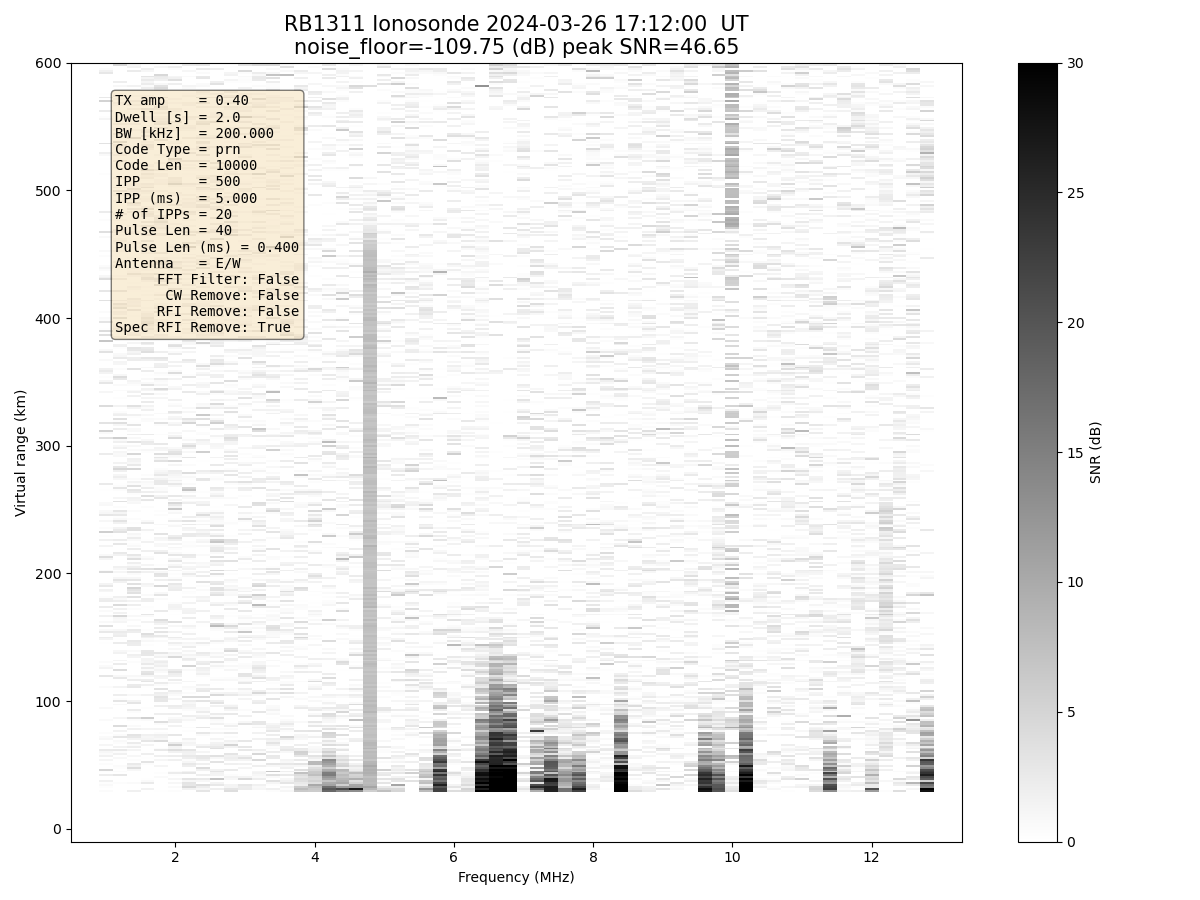 RB1311 Ionosonde 2024-03-26 17:12:00 UT
noise_floor=-109.75 (dB) peak SNR=46.65
600
500
400
300
200
100
0
Virtual range (km)
TX amp = 0.40
Dwell [s] = 2.0
BW [kHz] = 200.000
Code Type = prn
Code Len = 10000
IPP = 500
IPP (ms) = 5.000
# of IPPs = 20
Pulse Len = 40
Pulse Len (ms) = 0.400
Antenna = E/W
FFT Filter: False
CW Remove: False
RFI Remove: False
Spec RFI Remove: True
2 4 6 8 10 12
Frequency (MHz)
30
25
20
15
10
5
0
SNR (dB)